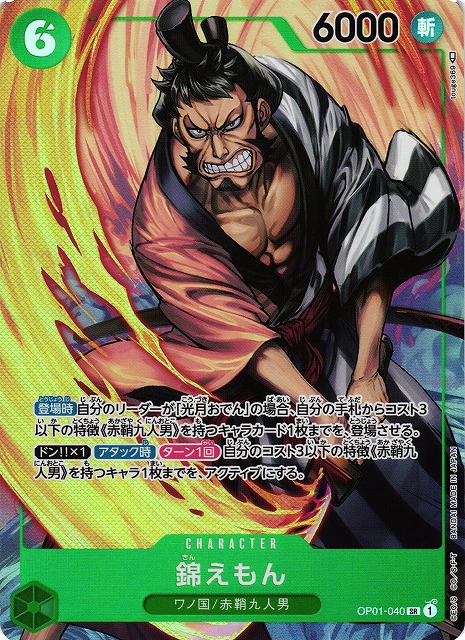 6
6000
斬
illust. touge369
登場時 自分のリーダーが「光月おでん」の場合、自分の手札からコスト3
以下の特徴《赤鞘九人男》を持つキャラカード1枚までを、登場させる。
ドン!!×1 アタック時 ターン1回 自分のコスト3以下の特徴《赤鞘九
人男》を持つキャラ1枚までを、アクティブにする。
CHARACTER
錦えもん
ワノ国/赤鞘九人男
OP01-040 SR 1
BANDAI MADE IN JAPAN